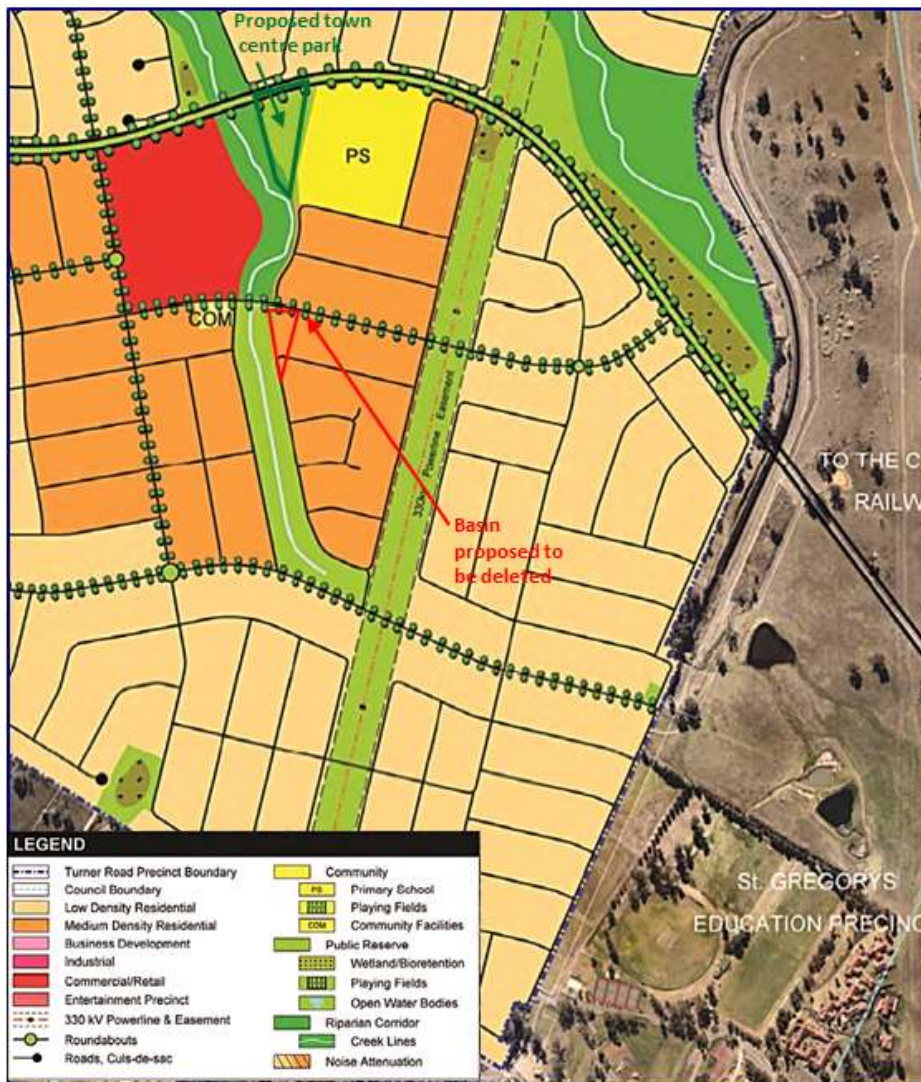 Proposed town
centre park
PS
COM
330kv Powerline Easement
Basin
proposed to
be deleted
TO THE C
RAILW
St. GREGORYS
EDUCATION PRECINC
LEGEND
Turner Road Precinct Boundary
Council Boundary
Low Density Residential
Medium Density Residential
Business Development
Industrial
Commercial/Retail
Entertainment Precinct
330 kV Powerline & Easement
Roundabouts
Roads, Culs-de-sac
Community
PS Primary School
Playing Fields
COM Community Facilities
Public Reserve
Wetland/Bioretention
Playing Fields
Open Water Bodies
Riparian Corridor
Creek Lines
Noise Attenuation